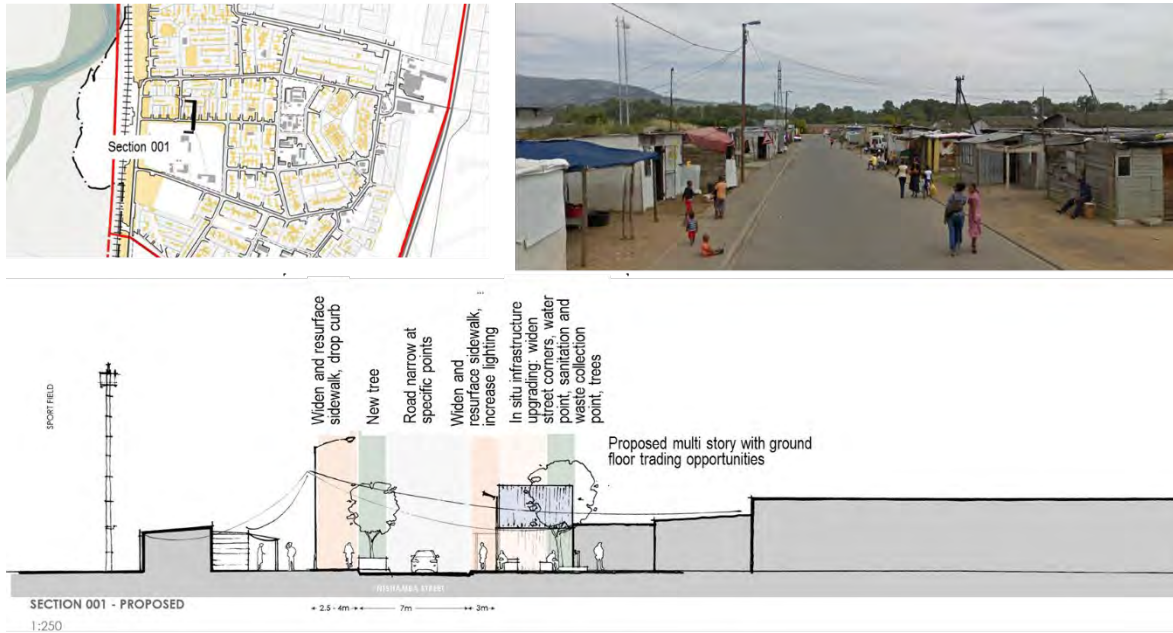 Section 001
Widen and resurface
sidewalk, drop curb
New tree
Road narrow at
specific points
Widen and
resurface sidewalk,
increase lighting
In situ infrastructure
upgrading: widen
street corners, water
point, sanitation and
waste collection
point, trees
Proposed multi story with ground
floor trading opportunities
SPORT FIELD
STREET
2.5 - 4m
7m
3m
SECTION 001 - PROPOSED
1:250